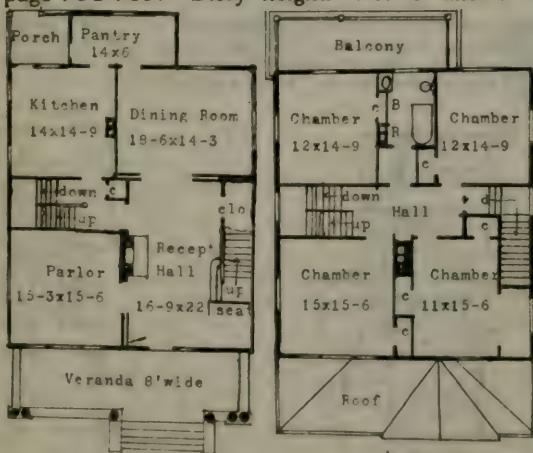 Porch
Pantry
14x6
Kitchen
14x14-9
Dining Room
18-6x14-3
down
c
up
clo
Recep'
Hall
16-9x22
up
seat
Parlor
15-3x15-6
Veranda 8'wide
Balcony
Chamber
12x14-9
c
B
R
Chamber
12x14-9
c
down
up
Hall
d
c
Chamber
15x15-6
c
c
Chamber
11x15-6
Roof